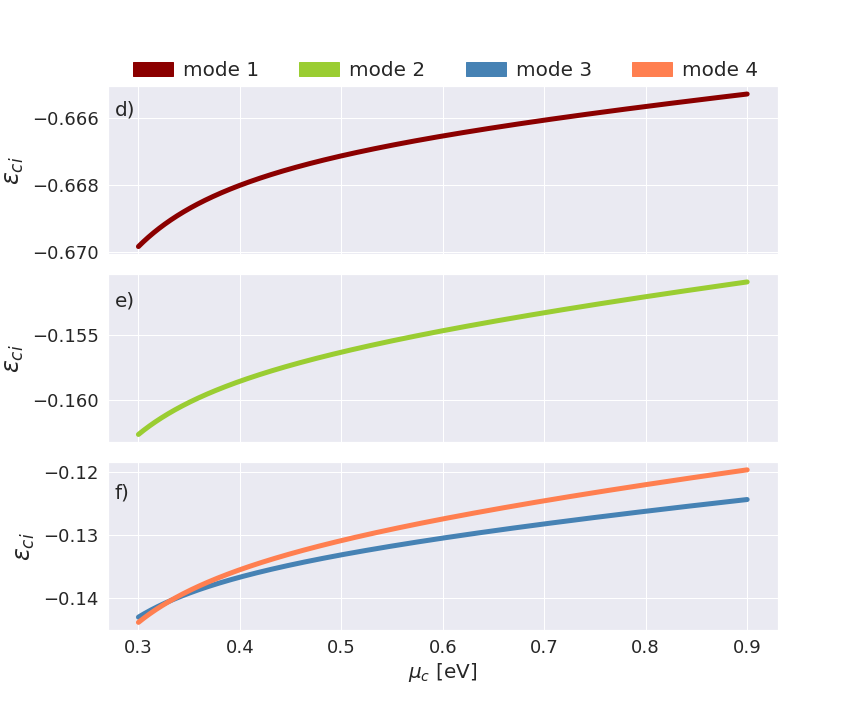 mode 1 mode 2 mode 3 mode 4
d)
−0.666
−0.668
−0.670
ε_ci
e)
−0.155
−0.160
ε_ci
f)
−0.12
−0.13
−0.14
ε_ci
0.3 0.4 0.5 0.6 0.7 0.8 0.9
μ_c [eV]